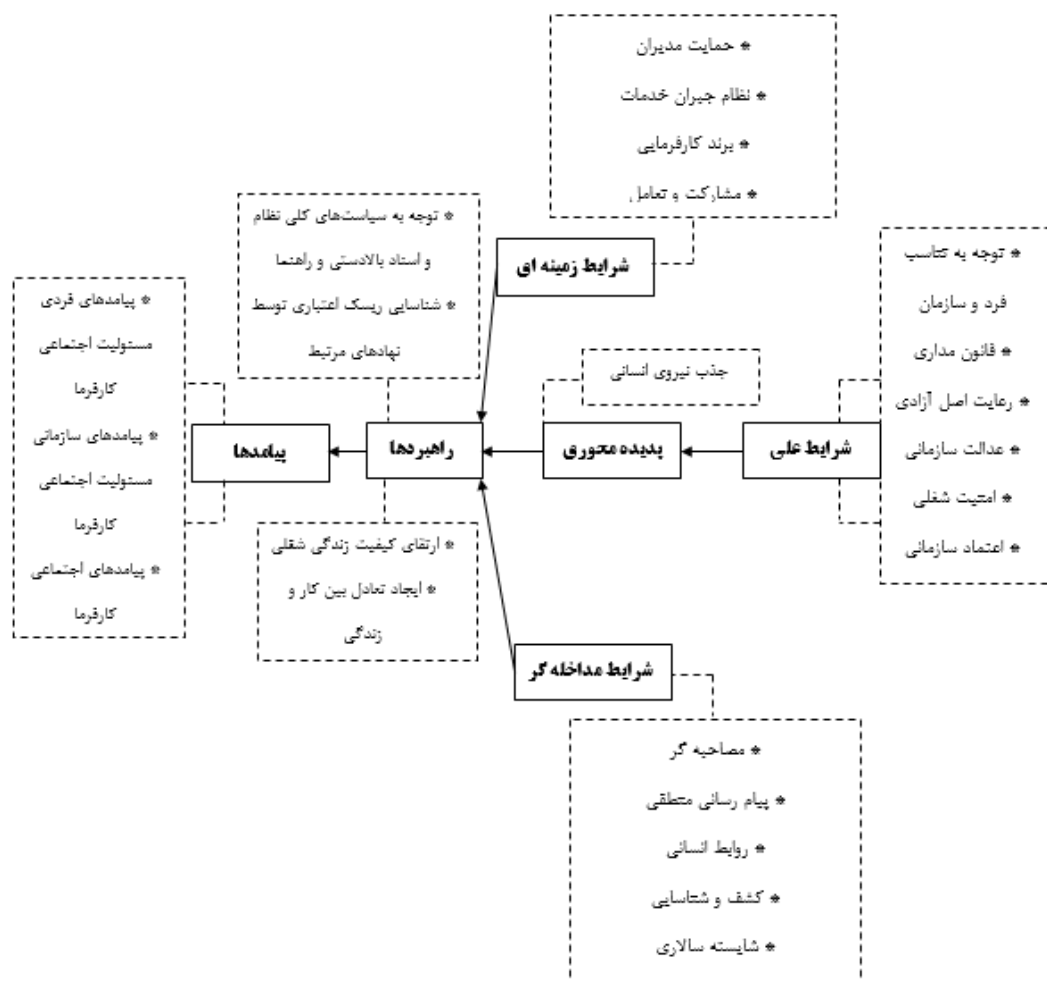 * حمایت مدیران
* نظام جبران خدمات
* برند کارفرمایی
* مشارکت و تعامل
شرایط زمینه ای
* توجه به تناسب
فرد و سازمان
* قانون مداری
* رعایت اصل آزادی
* عدالت سازمانی
* امنیت شغلی
* اعتماد سازمانی
شرایط علی
جذب نیروی انسانی
پدیده محوری
* توجه به سیاست‌های کلی نظام
و اسناد بالادستی و راهنما
* شناسایی ریسک اعتباری توسط
نهادهای مرتبط
راهبردها
* ارتقای کیفیت زندگی شغلی
* ایجاد تعادل بین کار و
زندگی
پیامدها
* پیامدهای فردی
مسئولیت اجتماعی
کارفرما
* پیامدهای سازمانی
مسئولیت اجتماعی
کارفرما
* پیامدهای اجتماعی
کارفرما
شرایط مداخله گر
* مصاحبه گر
* پیام رسانی منطقی
* روابط انسانی
* کشف و شناسایی
* شایسته سالاری